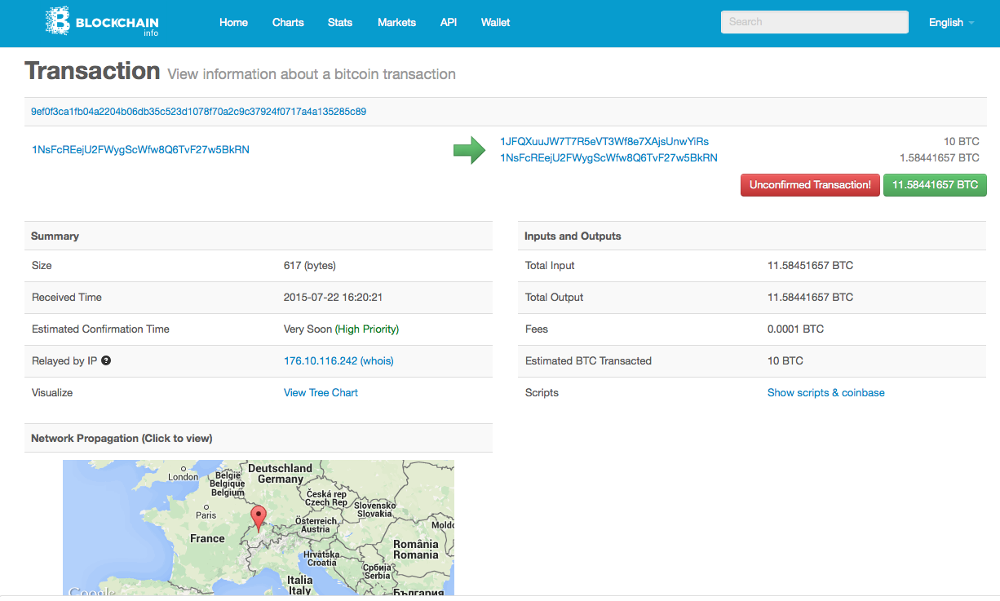 BLOCKCHAIN
info
Home Charts Stats Markets API Wallet
Search
English
Transaction View information about a bitcoin transaction
9ef0f3ca1fb04a2204b06db35c523d1078f70a2c9c37924f0717a4a135285c89
1NsFcREejU2FWygScWfw8Q6TvF27w5BkRN
1JFQXuuJW7T7R5eVT3Wf8e7XAjsUnwYiRs 10 BTC
1NsFcREejU2FWygScWfw8Q6TvF27w5BkRN 1.58441657 BTC
Unconfirmed Transaction! 11.58441657 BTC
Summary
Size 617 (bytes)
Received Time 2015-07-22 16:20:21
Estimated Confirmation Time Very Soon (High Priority)
Relayed by IP ? 176.10.116.242 (whois)
Visualize View Tree Chart
Inputs and Outputs
Total Input 11.58451657 BTC
Total Output 11.58441657 BTC
Fees 0.0001 BTC
Estimated BTC Transacted 10 BTC
Scripts Show scripts & coinbase
Network Propagation (Click to view)
London
België
Belgique
Belgium
Deutschland
Germany
Česká rep
Czech Rep
Slovensko
Slovakia
Paris
Österreich
Austria
Moldo
France
România
Romania
Hrvatska
Croatia
Србија
Serbia
Italia
Italy
България
Google